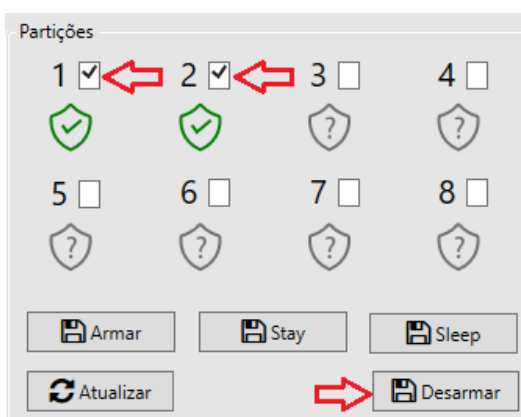 Partições
1 2 3 4
? ?
5 6 7 8
? ? ? ?
Armar Stay Sleep
Atualizar Desarmar